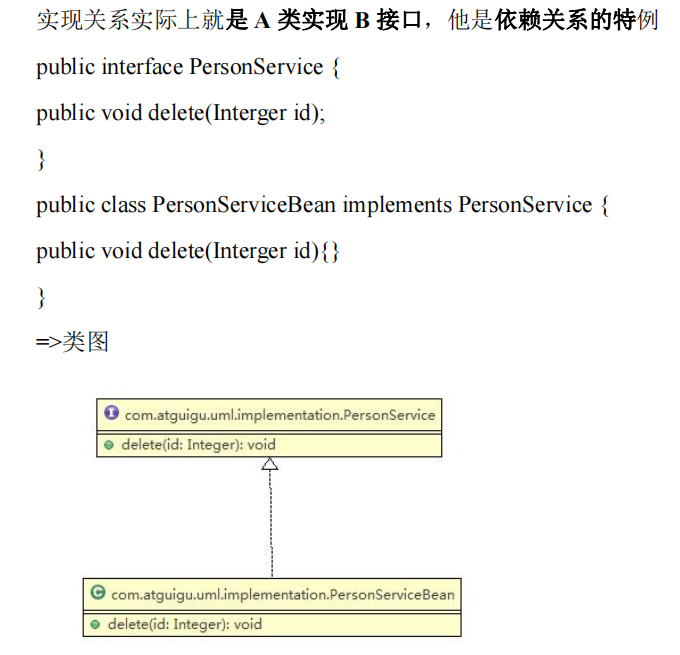 实现关系实际上就是 A 类实现 B 接口，他是依赖关系的特例
public interface PersonService {
public void delete(Interger id);
}
public class PersonServiceBean implements PersonService {
public void delete(Interger id){}
}
=>类图
I com.atguigu.uml.implementation.PersonService
delete(id: Integer): void
C com.atguigu.uml.implementation.PersonServiceBean
delete(id: Integer): void